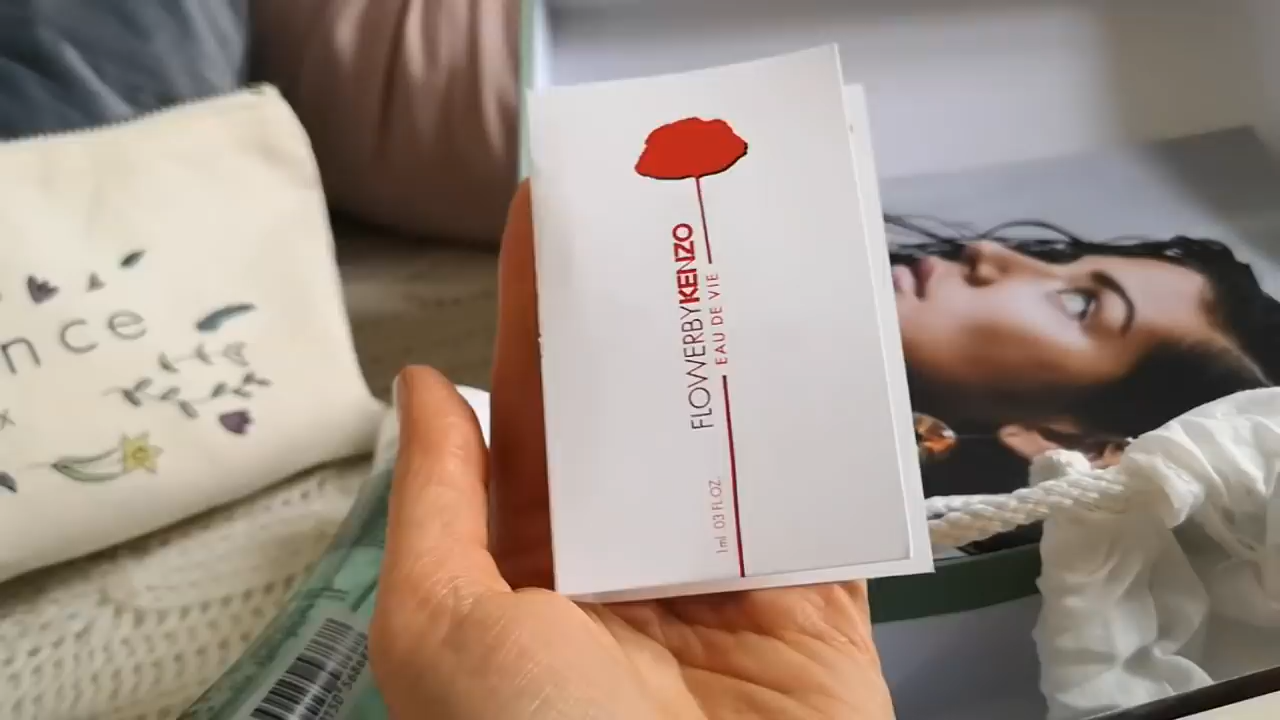 FLOWERBYKENZO
EAU DE VIE
1ml .03 FL.OZ.
nce
x